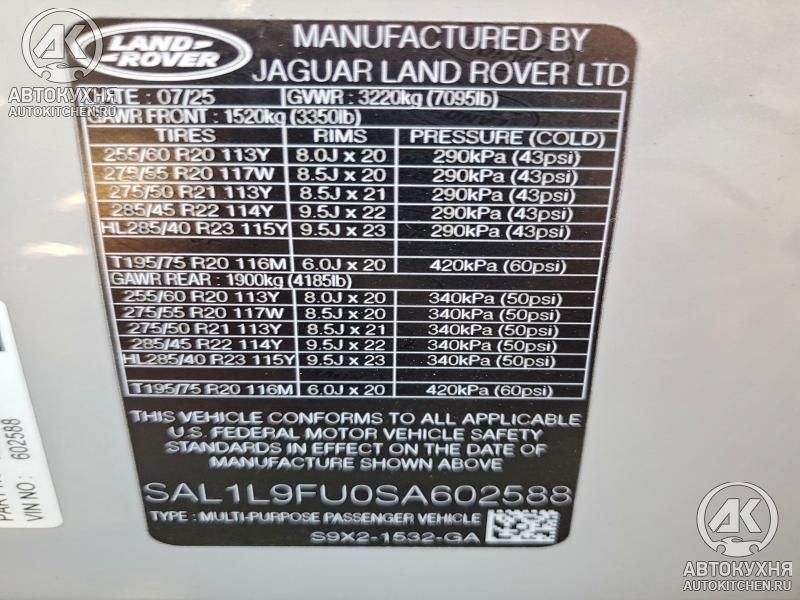 LAND ROVER
MANUFACTURED BY
JAGUAR LAND ROVER LTD
DATE : 07/25 GVWR : 3220kg (7095lb)
GAWR FRONT : 1520kg (3350lb)
TIRES RIMS PRESSURE (COLD)
255/60 R20 113Y 8.0J x 20 290kPa (43psi)
275/55 R20 117W 8.5J x 20 290kPa (43psi)
275/50 R21 113Y 8.5J x 21 290kPa (43psi)
285/45 R22 114Y 9.5J x 22 290kPa (43psi)
HL285/40 R23 115Y 9.5J x 23 290kPa (43psi)
T195/75 R20 116M 6.0J x 20 420kPa (60psi)
GAWR REAR : 1900kg (4185lb)
255/60 R20 113Y 8.0J x 20 340kPa (50psi)
275/55 R20 117W 8.5J x 20 340kPa (50psi)
275/50 R21 113Y 8.5J x 21 340kPa (50psi)
285/45 R22 114Y 9.5J x 22 340kPa (50psi)
HL285/40 R23 115Y 9.5J x 23 340kPa (50psi)
T195/75 R20 116M 6.0J x 20 420kPa (60psi)
THIS VEHICLE CONFORMS TO ALL APPLICABLE
U.S. FEDERAL MOTOR VEHICLE SAFETY
STANDARDS IN EFFECT ON THE DATE OF
MANUFACTURE SHOWN ABOVE
SAL1L9FU0SA602588
TYPE : MULTI-PURPOSE PASSENGER VEHICLE
S9X2-1532-GA
VIN NO : 602588
АК
АВТОКУХНЯ
AUTOKITCHEN.RU
АК
АВТОКУХНЯ
AUTOKITCHEN.RU